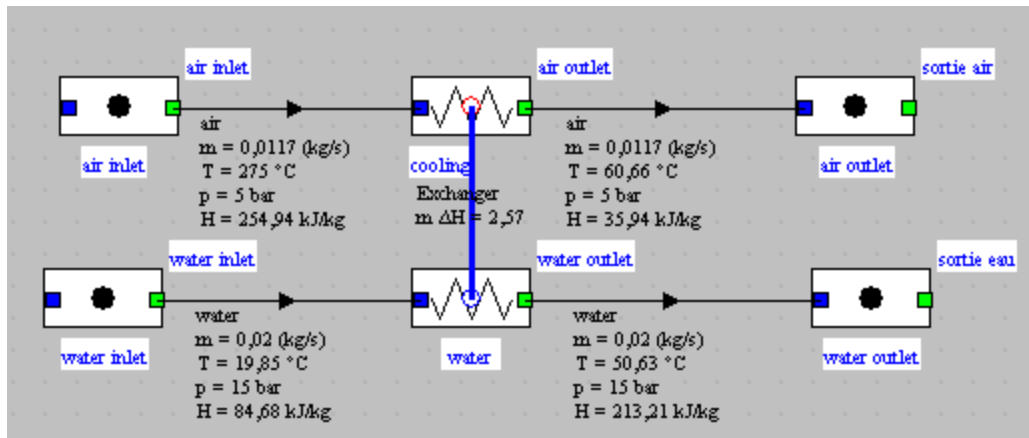 air inlet
air outlet
sortie air
air inlet
air
m = 0,0117 (kg/s)
T = 275 °C
p = 5 bar
H = 254,94 kJ/kg
cooling
Exchanger
m ΔH = 2,57
air
m = 0,0117 (kg/s)
T = 60,66 °C
p = 5 bar
H = 35,94 kJ/kg
air outlet
water inlet
water outlet
sortie eau
water inlet
water
m = 0,02 (kg/s)
T = 19,85 °C
p = 15 bar
H = 84,68 kJ/kg
water
water
m = 0,02 (kg/s)
T = 50,63 °C
p = 15 bar
H = 213,21 kJ/kg
water outlet